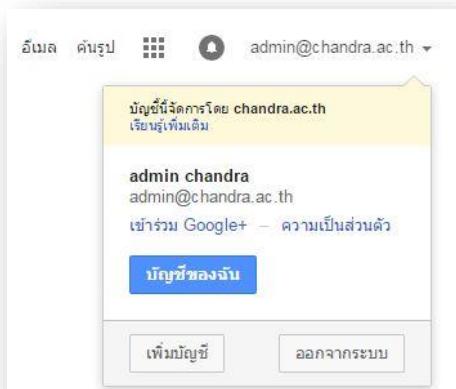 อีเมล ค้นรูป admin@chandra.ac.th
บัญชีนี้จัดการโดย chandra.ac.th
เรียนรู้เพิ่มเติม
admin chandra
admin@chandra.ac.th
เข้าร่วม Google+ – ความเป็นส่วนตัว
บัญชีของฉัน
เพิ่มบัญชี ออกจากระบบ